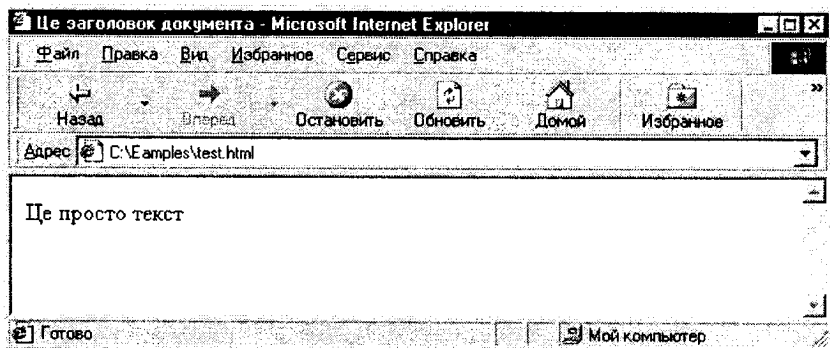 Це заголовок документа - Microsoft Internet Explorer
Файл Правка Вид Избранное Сервис Справка
Назад Вперед Остановить Обновить Домой Избранное »
Адрес C:\Eamples\test.html
Це просто текст
Готово Мой компьютер